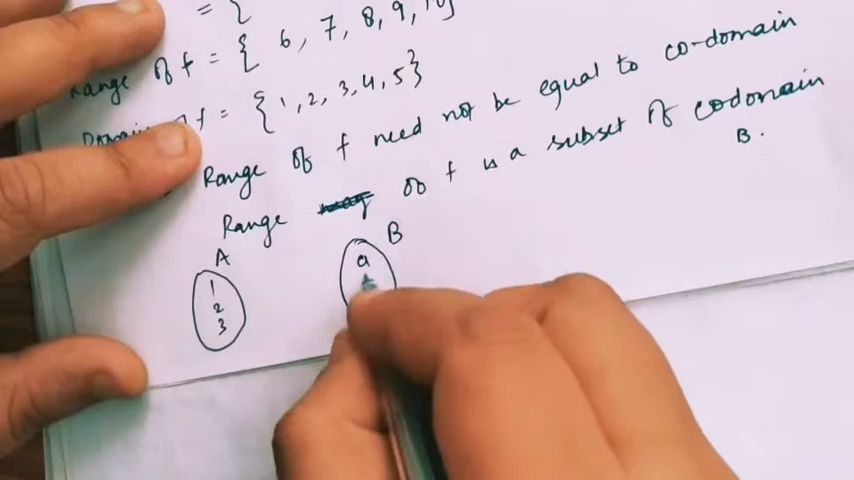 = {
Range of f = { 6, 7, 8, 9, 10}
Domain of f = { 1, 2, 3, 4, 5}
Range of f need not be equal to co-domain
Range of f is a subset of codomain
B.
A B
1 a
2
3